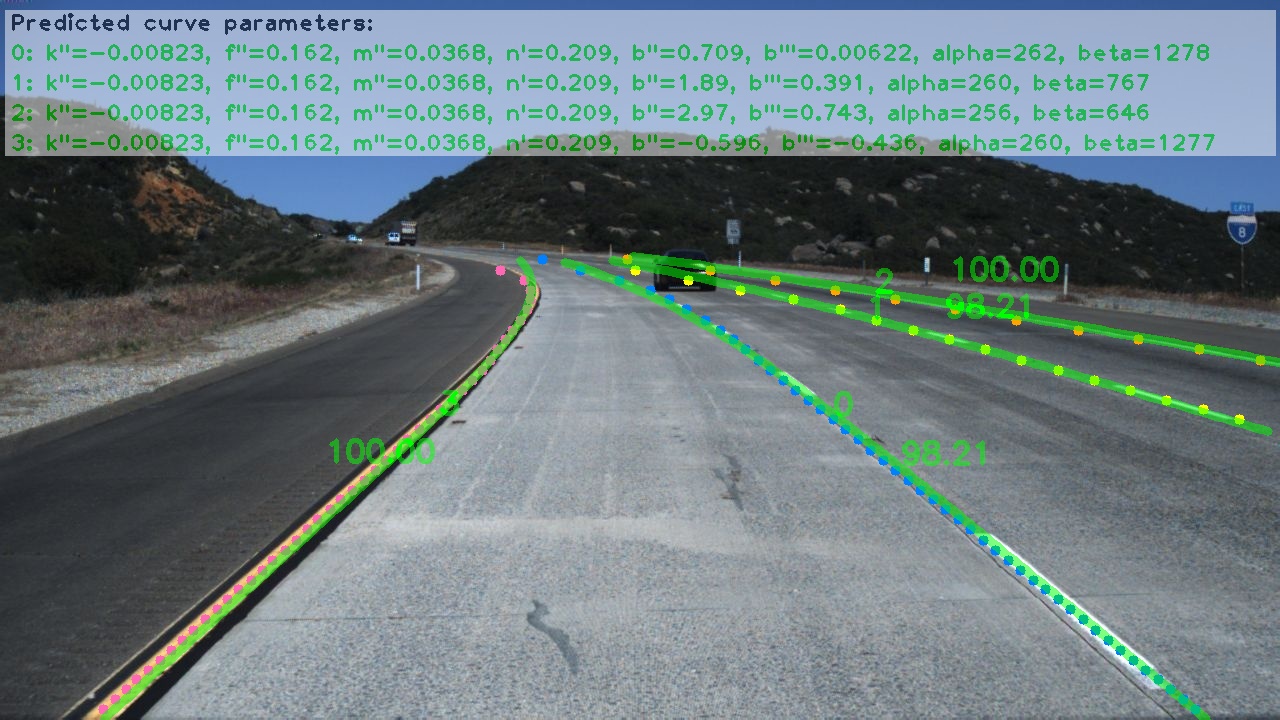 Predicted curve parameters:
0: k''=-0.00823, f''=0.162, m''=0.0368, n'=0.209, b''=0.709, b'''=0.00622, alpha=262, beta=1278
1: k''=-0.00823, f''=0.162, m''=0.0368, n'=0.209, b''=1.89, b'''=0.391, alpha=260, beta=767
2: k''=-0.00823, f''=0.162, m''=0.0368, n'=0.209, b''=2.97, b'''=0.743, alpha=256, beta=646
3: k''=-0.00823, f''=0.162, m''=0.0368, n'=0.209, b''=-0.596, b'''=-0.436, alpha=260, beta=1277
EAST
8
2 100.00
1 98.21
0
100.00
98.21